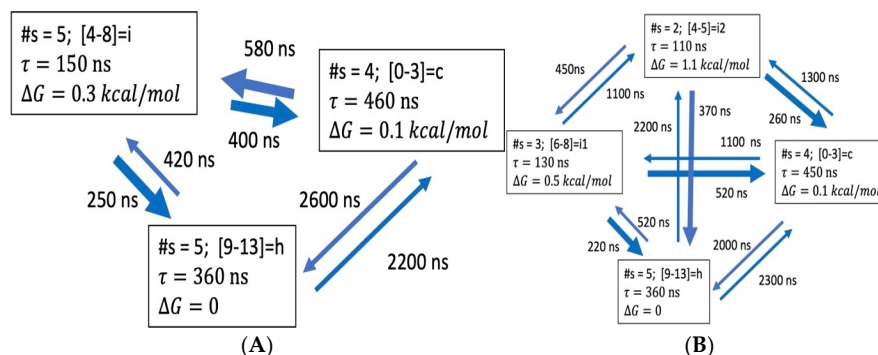 #s = 5; [4-8]=i
τ = 150 ns
ΔG = 0.3 kcal/mol
580 ns
400 ns
#s = 4; [0-3]=c
τ = 460 ns
ΔG = 0.1 kcal/mol
420 ns
250 ns
2600 ns
2200 ns
#s = 5; [9-13]=h
τ = 360 ns
ΔG = 0
(A)
#s = 2; [4-5]=i2
τ = 110 ns
ΔG = 1.1 kcal/mol
450ns
1100 ns
1300 ns
260 ns
2200 ns
370 ns
#s = 3; [6-8]=i1
τ = 130 ns
ΔG = 0.5 kcal/mol
1100 ns
520 ns
#s = 4; [0-3]=c
τ = 450 ns
ΔG = 0.1 kcal/mol
520 ns
220 ns
2000 ns
2300 ns
#s = 5; [9-13]=h
τ = 360 ns
ΔG = 0
(B)